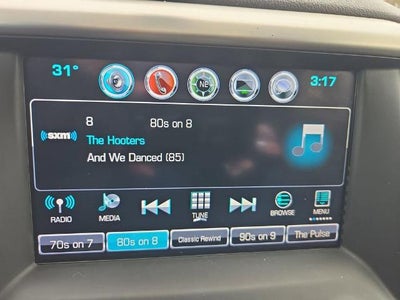 31°
NE
3:17
8
80s on 8
sxm
The Hooters
And We Danced (85)
RADIO
MEDIA
TUNE
BROWSE
MENU
70s on 7
80s on 8
Classic Rewind
90s on 9
The Pulse